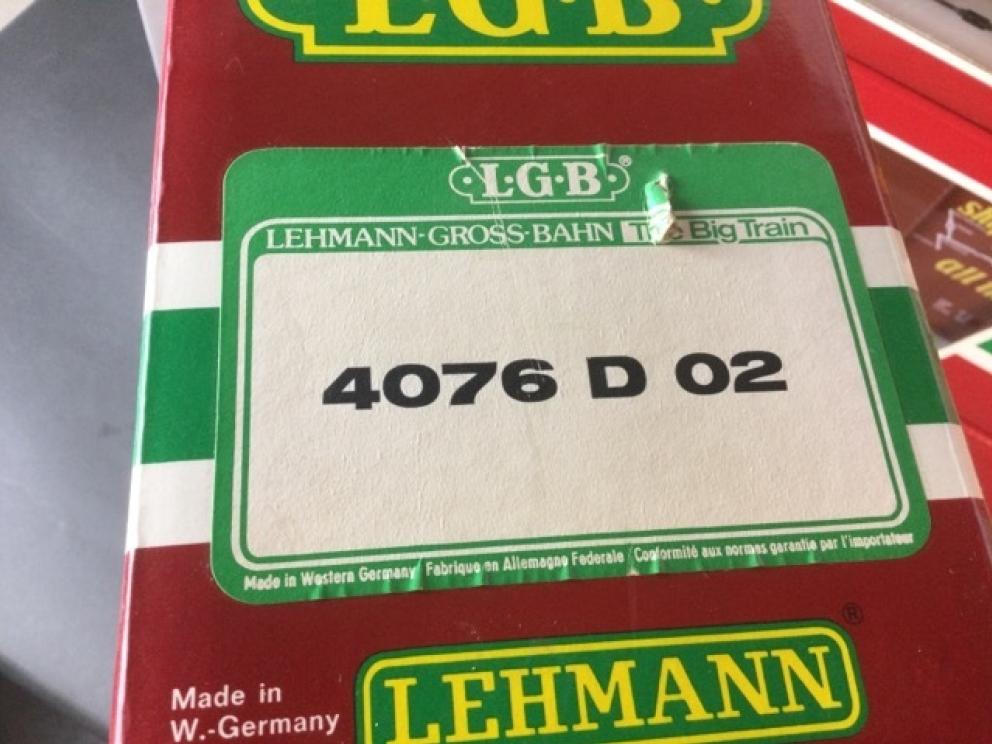 L·G·B
L·G·B®
LEHMANN-GROSS-BAHN The Big Train
4076 D 02
Made in Western Germany Fabrique en Allemagne Federale Conformité aux normes garantie par l'importateur
®
LEHMANN
Made in
W.-Germany
all